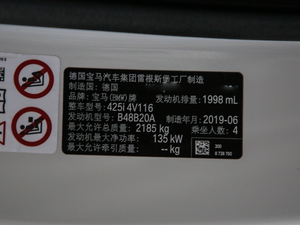 德国宝马汽车集团雷根斯堡工厂制造
制造国：德国
品牌：宝马(BMW)牌 发动机排量：1998 mL
整车型号：425i 4V116
发动机型号：B48B20A 制造年月：2019-06
最大允许总质量：2185 kg 乘坐人数：4
发动机最大净功率：135 kW
最大允许总质量：-- kg
200